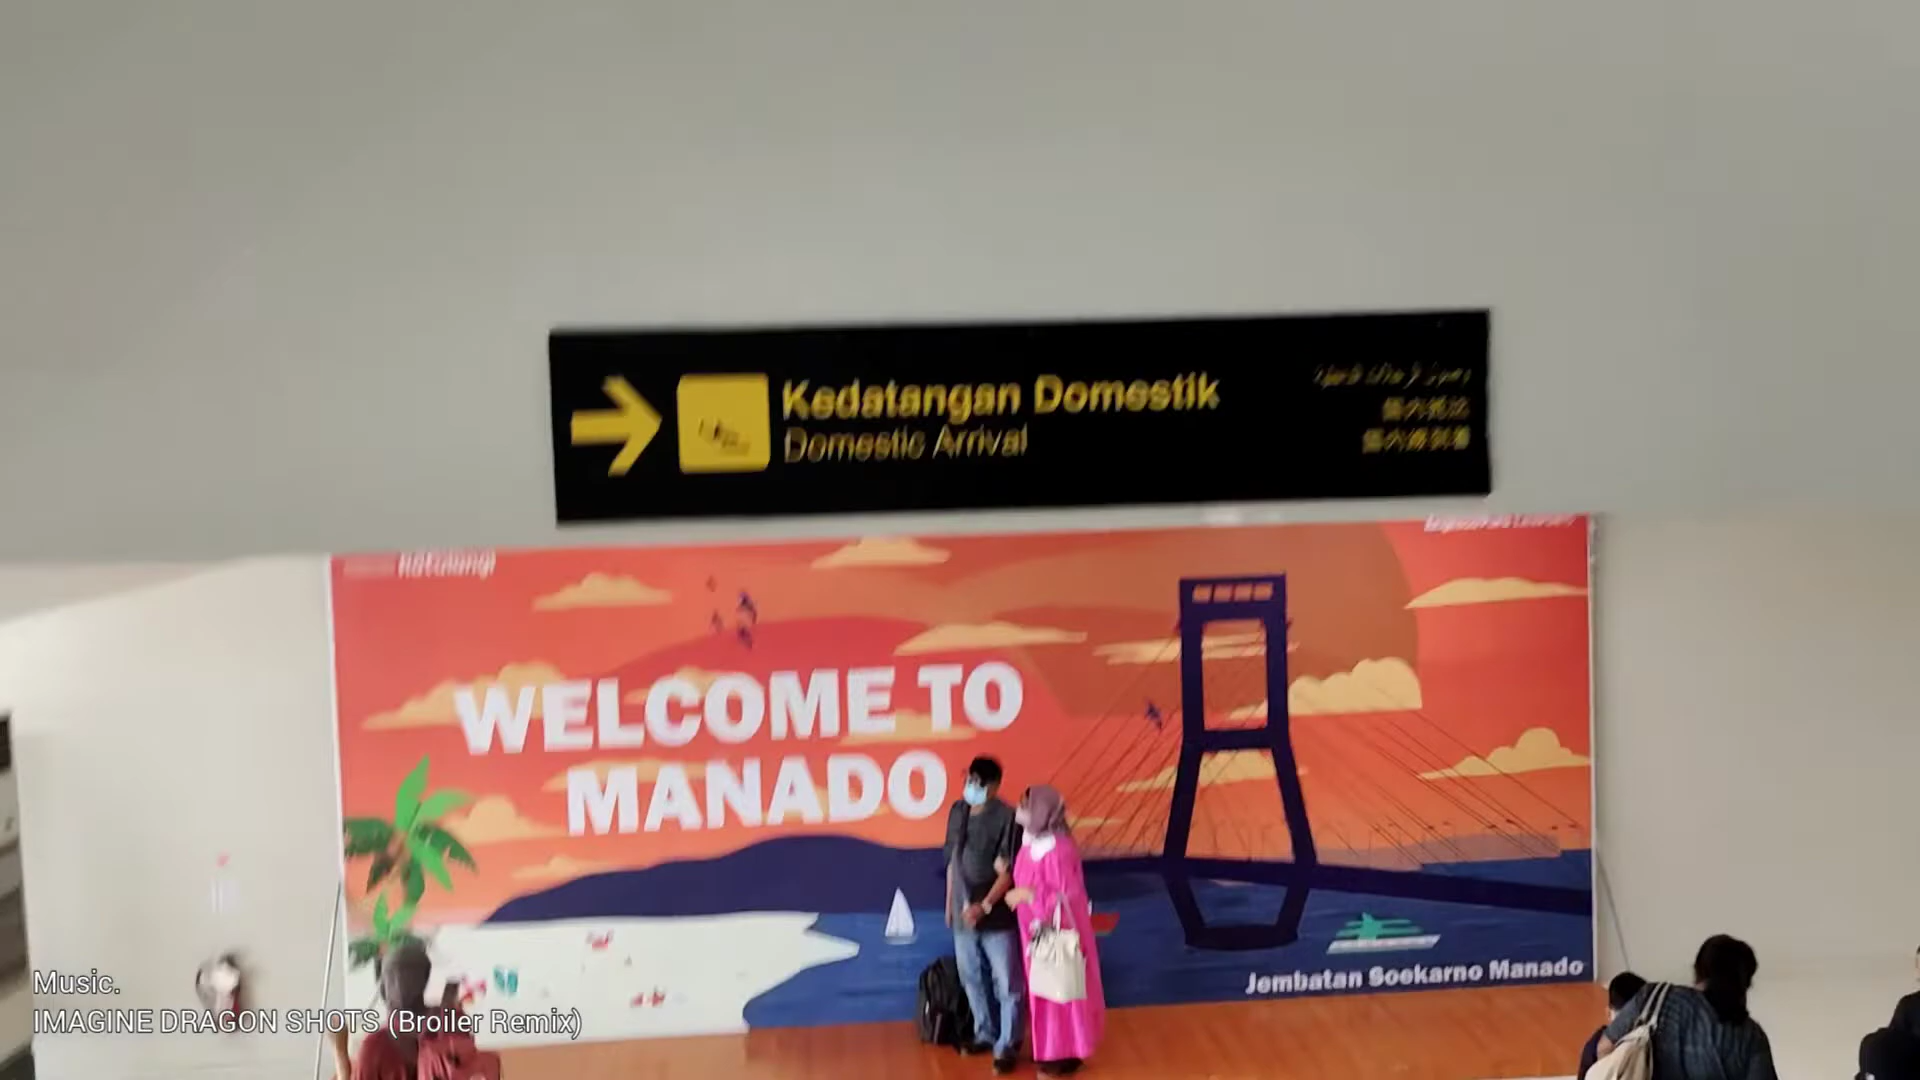 Kedatangan Domestik
Domestic Arrival
WELCOME TO
MANADO
Jembatan Soekarno Manado
Music.
IMAGINE DRAGON SHOTS (Broiler Remix)